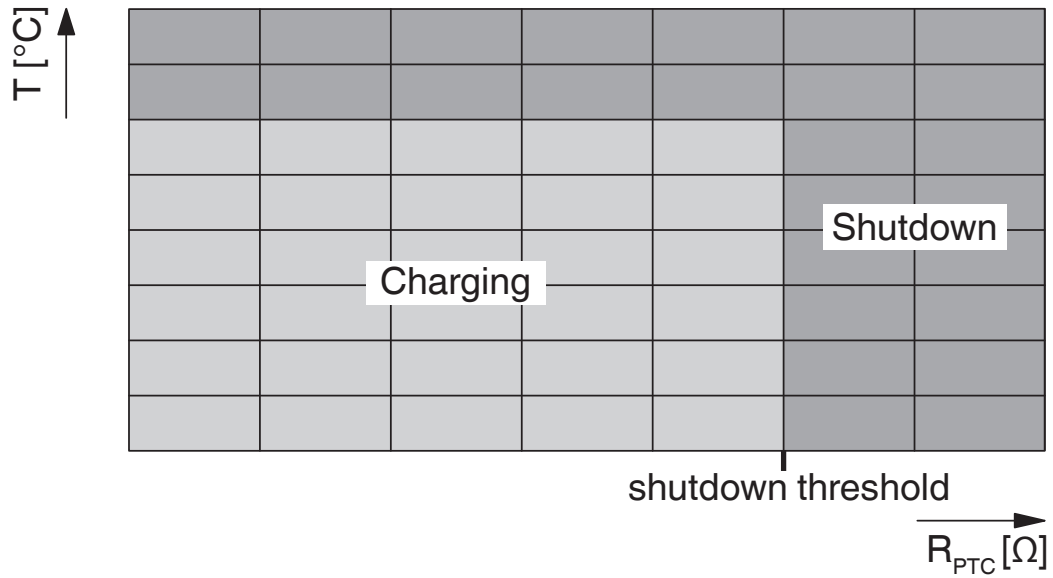 T [°C]
Shutdown
Charging
shutdown threshold
R_PTC [Ω]